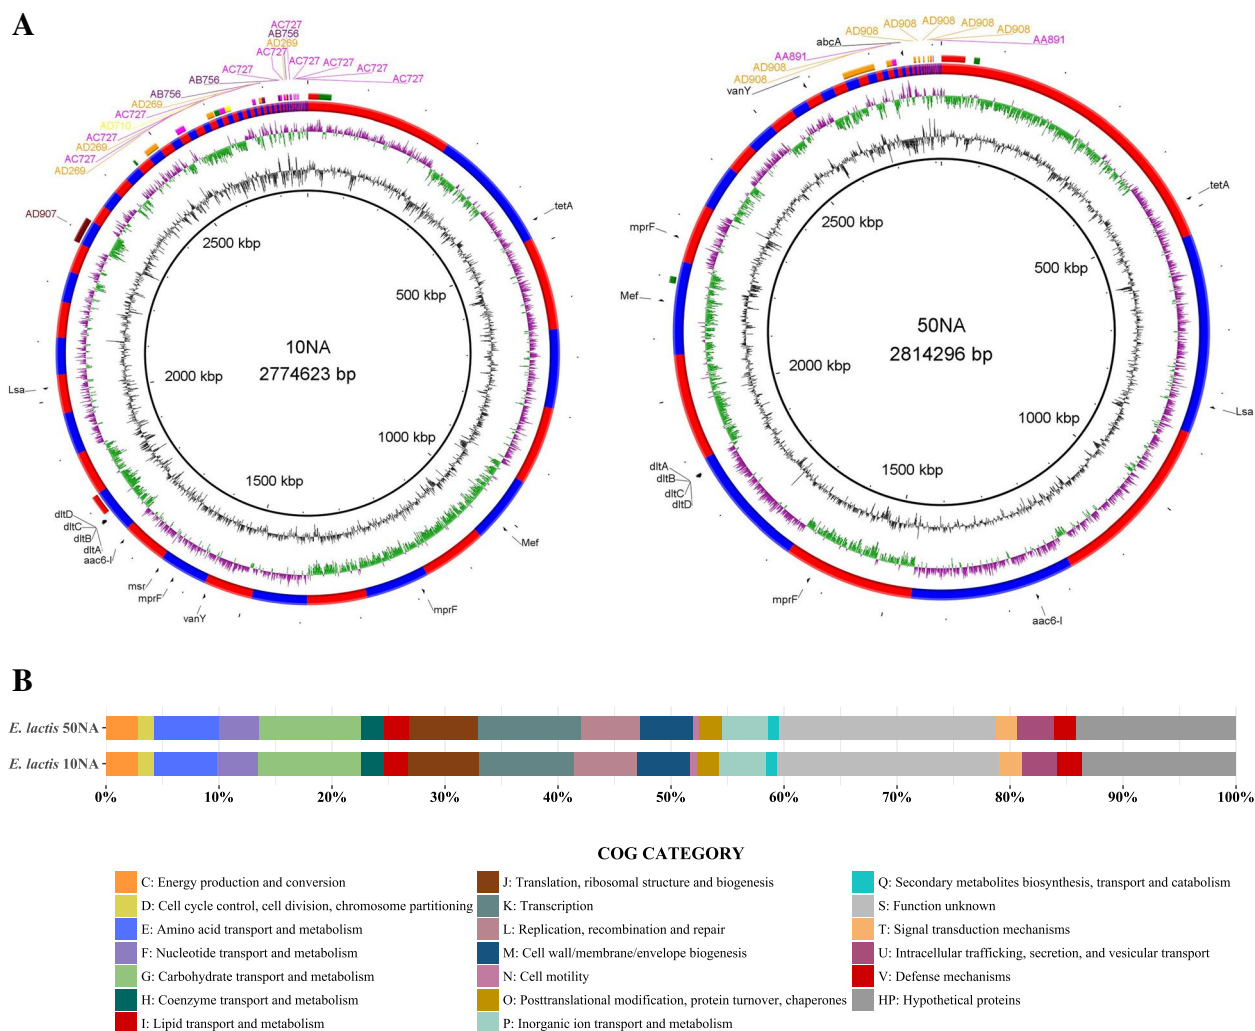 A
AC727
AB756
AD269
AC727
AC727
AC727
AC727
AC727
AC727
AB756
AB756
AD269
AC727
AD710
AC727
AD269
AC727
AD269
AD907
tetA
2500 kbp
500 kbp
10NA
2774623 bp
2000 kbp
Lsa
1000 kbp
1500 kbp
dltD
dltC
dltB
dltA
aac6-I
Mef
msr
mprF
vanY
mprF
AD908
AD908
AD908
AD908
AD908
abcA
AA891
AA891
AD908
AD908
vanY
tetA
2500 kbp
mprF
500 kbp
Mef
50NA
2814296 bp
2000 kbp
Lsa
1000 kbp
1500 kbp
dltA
dltB
dltC
dltD
mprF
aac6-I
B
E. lactis 50NA
E. lactis 10NA
0% 10% 20% 30% 40% 50% 60% 70% 80% 90% 100%
COG CATEGORY
C: Energy production and conversion
D: Cell cycle control, cell division, chromosome partitioning
E: Amino acid transport and metabolism
F: Nucleotide transport and metabolism
G: Carbohydrate transport and metabolism
H: Coenzyme transport and metabolism
I: Lipid transport and metabolism
J: Translation, ribosomal structure and biogenesis
K: Transcription
L: Replication, recombination and repair
M: Cell wall/membrane/envelope biogenesis
N: Cell motility
O: Posttranslational modification, protein turnover, chaperones
P: Inorganic ion transport and metabolism
Q: Secondary metabolites biosynthesis, transport and catabolism
S: Function unknown
T: Signal transduction mechanisms
U: Intracellular trafficking, secretion, and vesicular transport
V: Defense mechanisms
HP: Hypothetical proteins